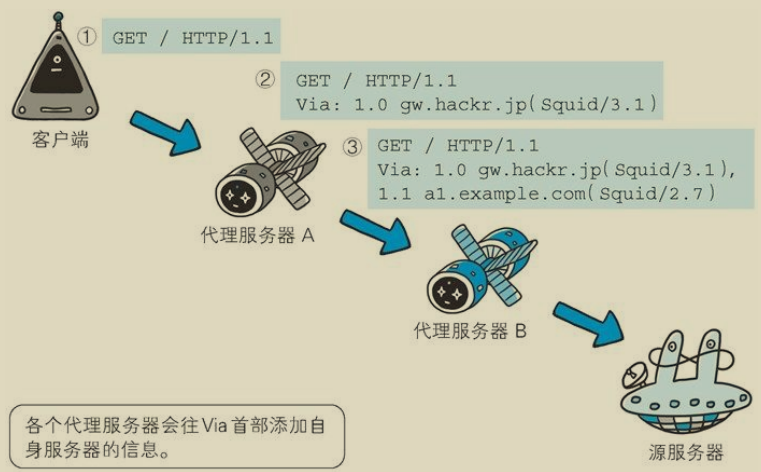 ① GET / HTTP/1.1
② GET / HTTP/1.1
Via: 1.0 gw.hackr.jp(Squid/3.1)
客户端
③ GET / HTTP/1.1
Via: 1.0 gw.hackr.jp(Squid/3.1),
1.1 a1.example.com(Squid/2.7)
代理服务器 A
代理服务器 B
各个代理服务器会往Via首部添加自
身服务器的信息。
源服务器